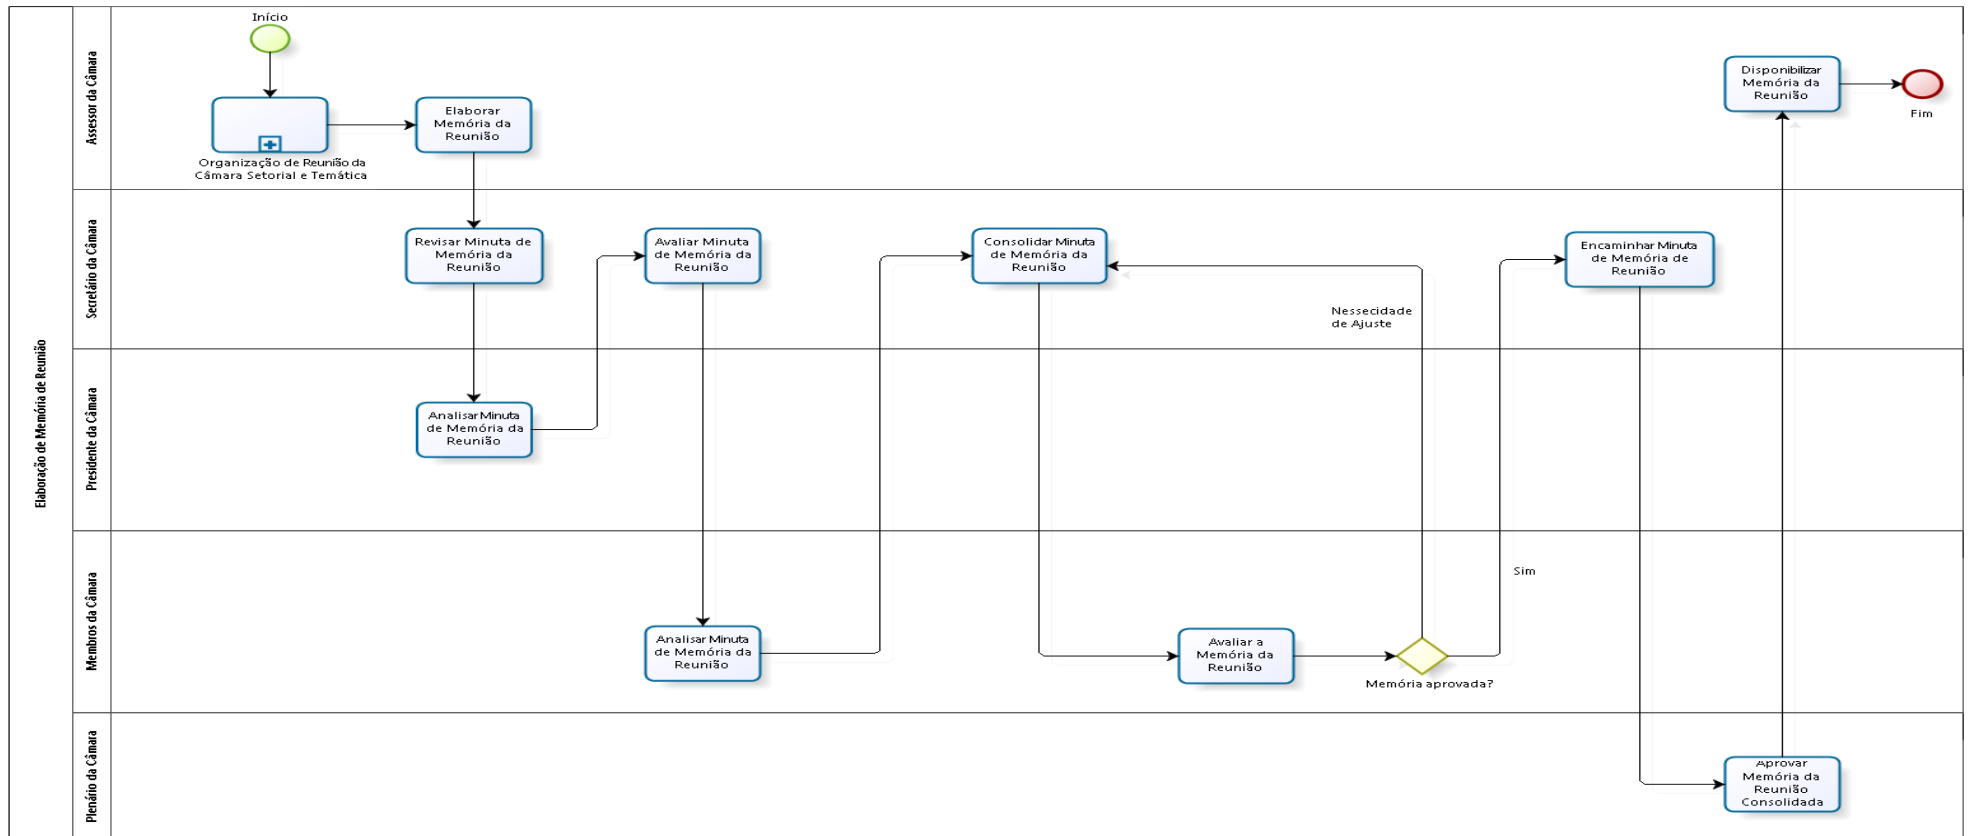 Elaboração de Memória de Reunião
Assessor da Câmara
Início
Organização de Reunião da
Câmara Setorial e Temática
Elaborar
Memória da
Reunião
Disponibilizar
Memória da
Reunião
Fim
Secretário da Câmara
Revisar Minuta de
Memória da
Reunião
Avaliar Minuta
de Memória da
Reunião
Consolidar Minuta
de Memória da
Reunião
Nessecidade
de Ajuste
Encaminhar Minuta
de Memória de
Reunião
Presidente da Câmara
Analisar Minuta
de Memória da
Reunião
Membros da Câmara
Analisar Minuta
de Memória da
Reunião
Avaliar a
Memória da
Reunião
Memória aprovada?
Sim
Plenário da Câmara
Aprovar
Memória da
Reunião
Consolidada